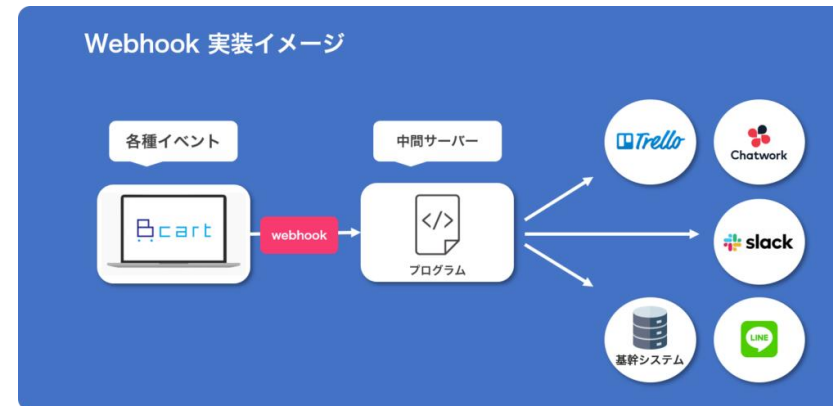 Webhook 実装イメージ
各種イベント
中間サーバー
Bcart
webhook
</>
プログラム
Trello
Chatwork
slack
基幹システム
LINE